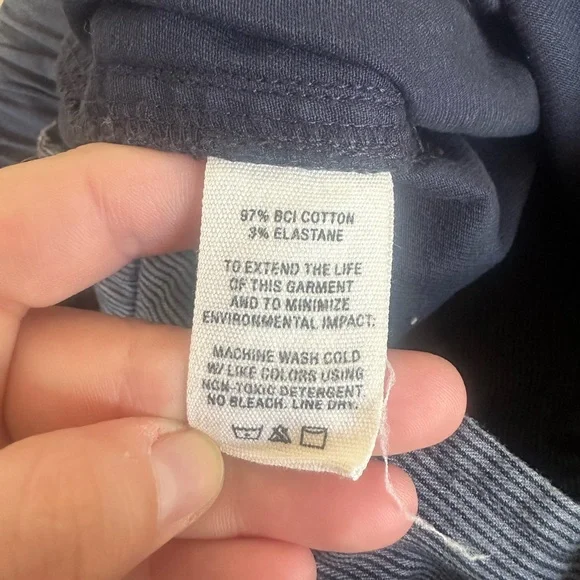 97% BCI COTTON
3% ELASTANE
TO EXTEND THE LIFE
OF THIS GARMENT
AND TO MINIMIZE
ENVIRONMENTAL IMPACT:
MACHINE WASH COLD
W/ LIKE COLORS USING
NON-TOXIC DETERGENT.
NO BLEACH. LINE DRY.